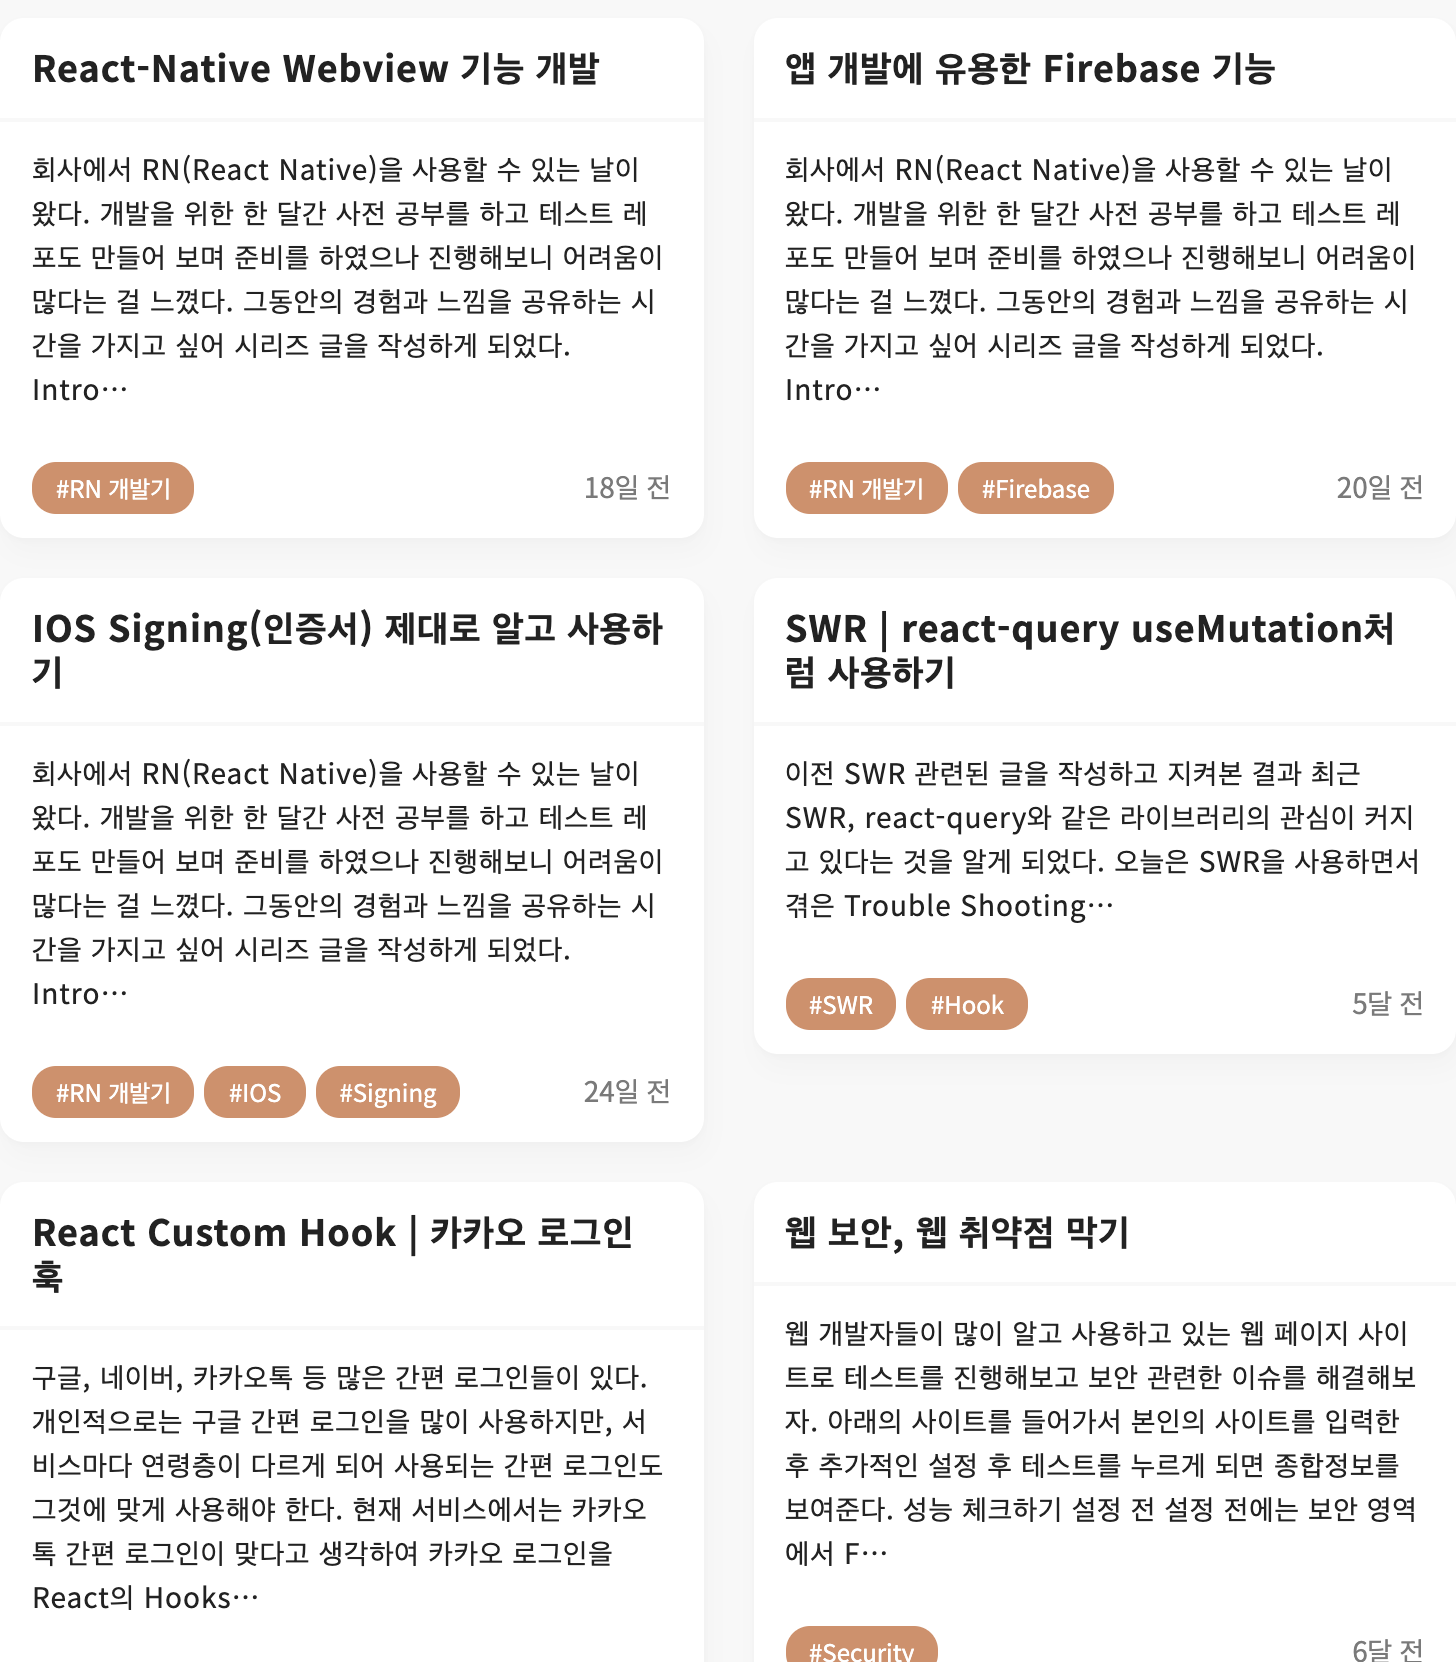 React-Native Webview 기능 개발
회사에서 RN(React Native)을 사용할 수 있는 날이
왔다. 개발을 위한 한 달간 사전 공부를 하고 테스트 레
포도 만들어 보며 준비를 하였으나 진행해보니 어려움이
많다는 걸 느꼈다. 그동안의 경험과 느낌을 공유하는 시
간을 가지고 싶어 시리즈 글을 작성하게 되었다.
Intro…
#RN 개발기
18일 전
앱 개발에 유용한 Firebase 기능
회사에서 RN(React Native)을 사용할 수 있는 날이
왔다. 개발을 위한 한 달간 사전 공부를 하고 테스트 레
포도 만들어 보며 준비를 하였으나 진행해보니 어려움이
많다는 걸 느꼈다. 그동안의 경험과 느낌을 공유하는 시
간을 가지고 싶어 시리즈 글을 작성하게 되었다.
Intro…
#RN 개발기 #Firebase
20일 전
IOS Signing(인증서) 제대로 알고 사용하
기
회사에서 RN(React Native)을 사용할 수 있는 날이
왔다. 개발을 위한 한 달간 사전 공부를 하고 테스트 레
포도 만들어 보며 준비를 하였으나 진행해보니 어려움이
많다는 걸 느꼈다. 그동안의 경험과 느낌을 공유하는 시
간을 가지고 싶어 시리즈 글을 작성하게 되었다.
Intro…
#RN 개발기 #IOS #Signing
24일 전
SWR | react-query useMutation처
럼 사용하기
이전 SWR 관련된 글을 작성하고 지켜본 결과 최근
SWR, react-query와 같은 라이브러리의 관심이 커지
고 있다는 것을 알게 되었다. 오늘은 SWR을 사용하면서
겪은 Trouble Shooting…
#SWR #Hook
5달 전
React Custom Hook | 카카오 로그인
훅
구글, 네이버, 카카오톡 등 많은 간편 로그인들이 있다.
개인적으로는 구글 간편 로그인을 많이 사용하지만, 서
비스마다 연령층이 다르게 되어 사용되는 간편 로그인도
그것에 맞게 사용해야 한다. 현재 서비스에서는 카카오
톡 간편 로그인이 맞다고 생각하여 카카오 로그인을
React의 Hooks…
웹 보안, 웹 취약점 막기
웹 개발자들이 많이 알고 사용하고 있는 웹 페이지 사이
트로 테스트를 진행해보고 보안 관련한 이슈를 해결해보
자. 아래의 사이트를 들어가서 본인의 사이트를 입력한
후 추가적인 설정 후 테스트를 누르게 되면 종합정보를
보여준다. 성능 체크하기 설정 전 설정 전에는 보안 영역
에서 F…
#Security
6달 전